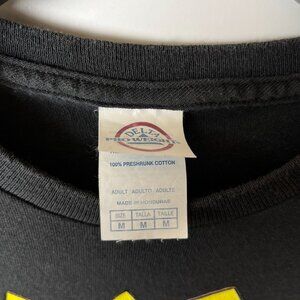 DELTA
PRO WEIGHT
100% PRESHRUNK COTTON
ADULT ADULTO ADULTE
MADE IN HONDURAS
SIZE TALLA TAILLE
M M M